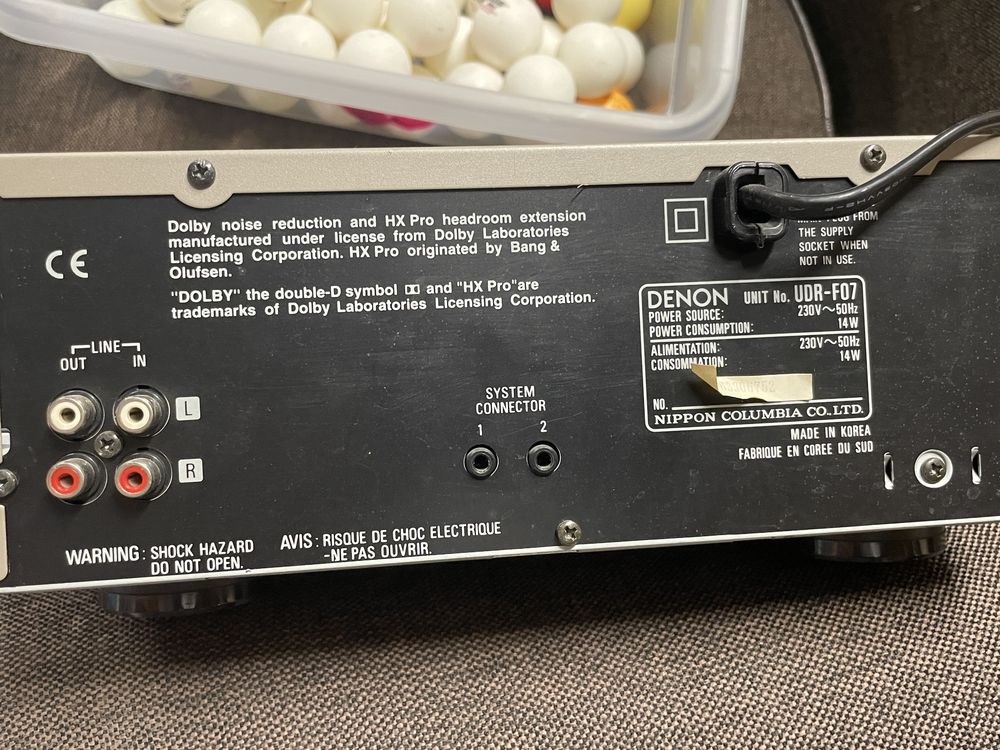 Dolby noise reduction and HX Pro headroom extension
manufactured under license from Dolby Laboratories
Licensing Corporation. HX Pro originated by Bang &
Olufsen.
"DOLBY" the double-D symbol and "HX Pro"are
trademarks of Dolby Laboratories Licensing Corporation.
CE
LINE
OUT IN
L
R
SYSTEM
CONNECTOR
1 2
FROM
THE SUPPLY
SOCKET WHEN
NOT IN USE.
DENON UNIT No. UDR-F07
POWER SOURCE: 230V~50Hz
POWER CONSUMPTION: 14W
ALIMENTATION: 230V~50Hz
CONSOMMATION: 14W
NO.
NIPPON COLUMBIA CO.,LTD.
MADE IN KOREA
FABRIQUE EN COREE DU SUD
WARNING: SHOCK HAZARD
DO NOT OPEN.
AVIS: RISQUE DE CHOC ELECTRIQUE
-NE PAS OUVRIR.